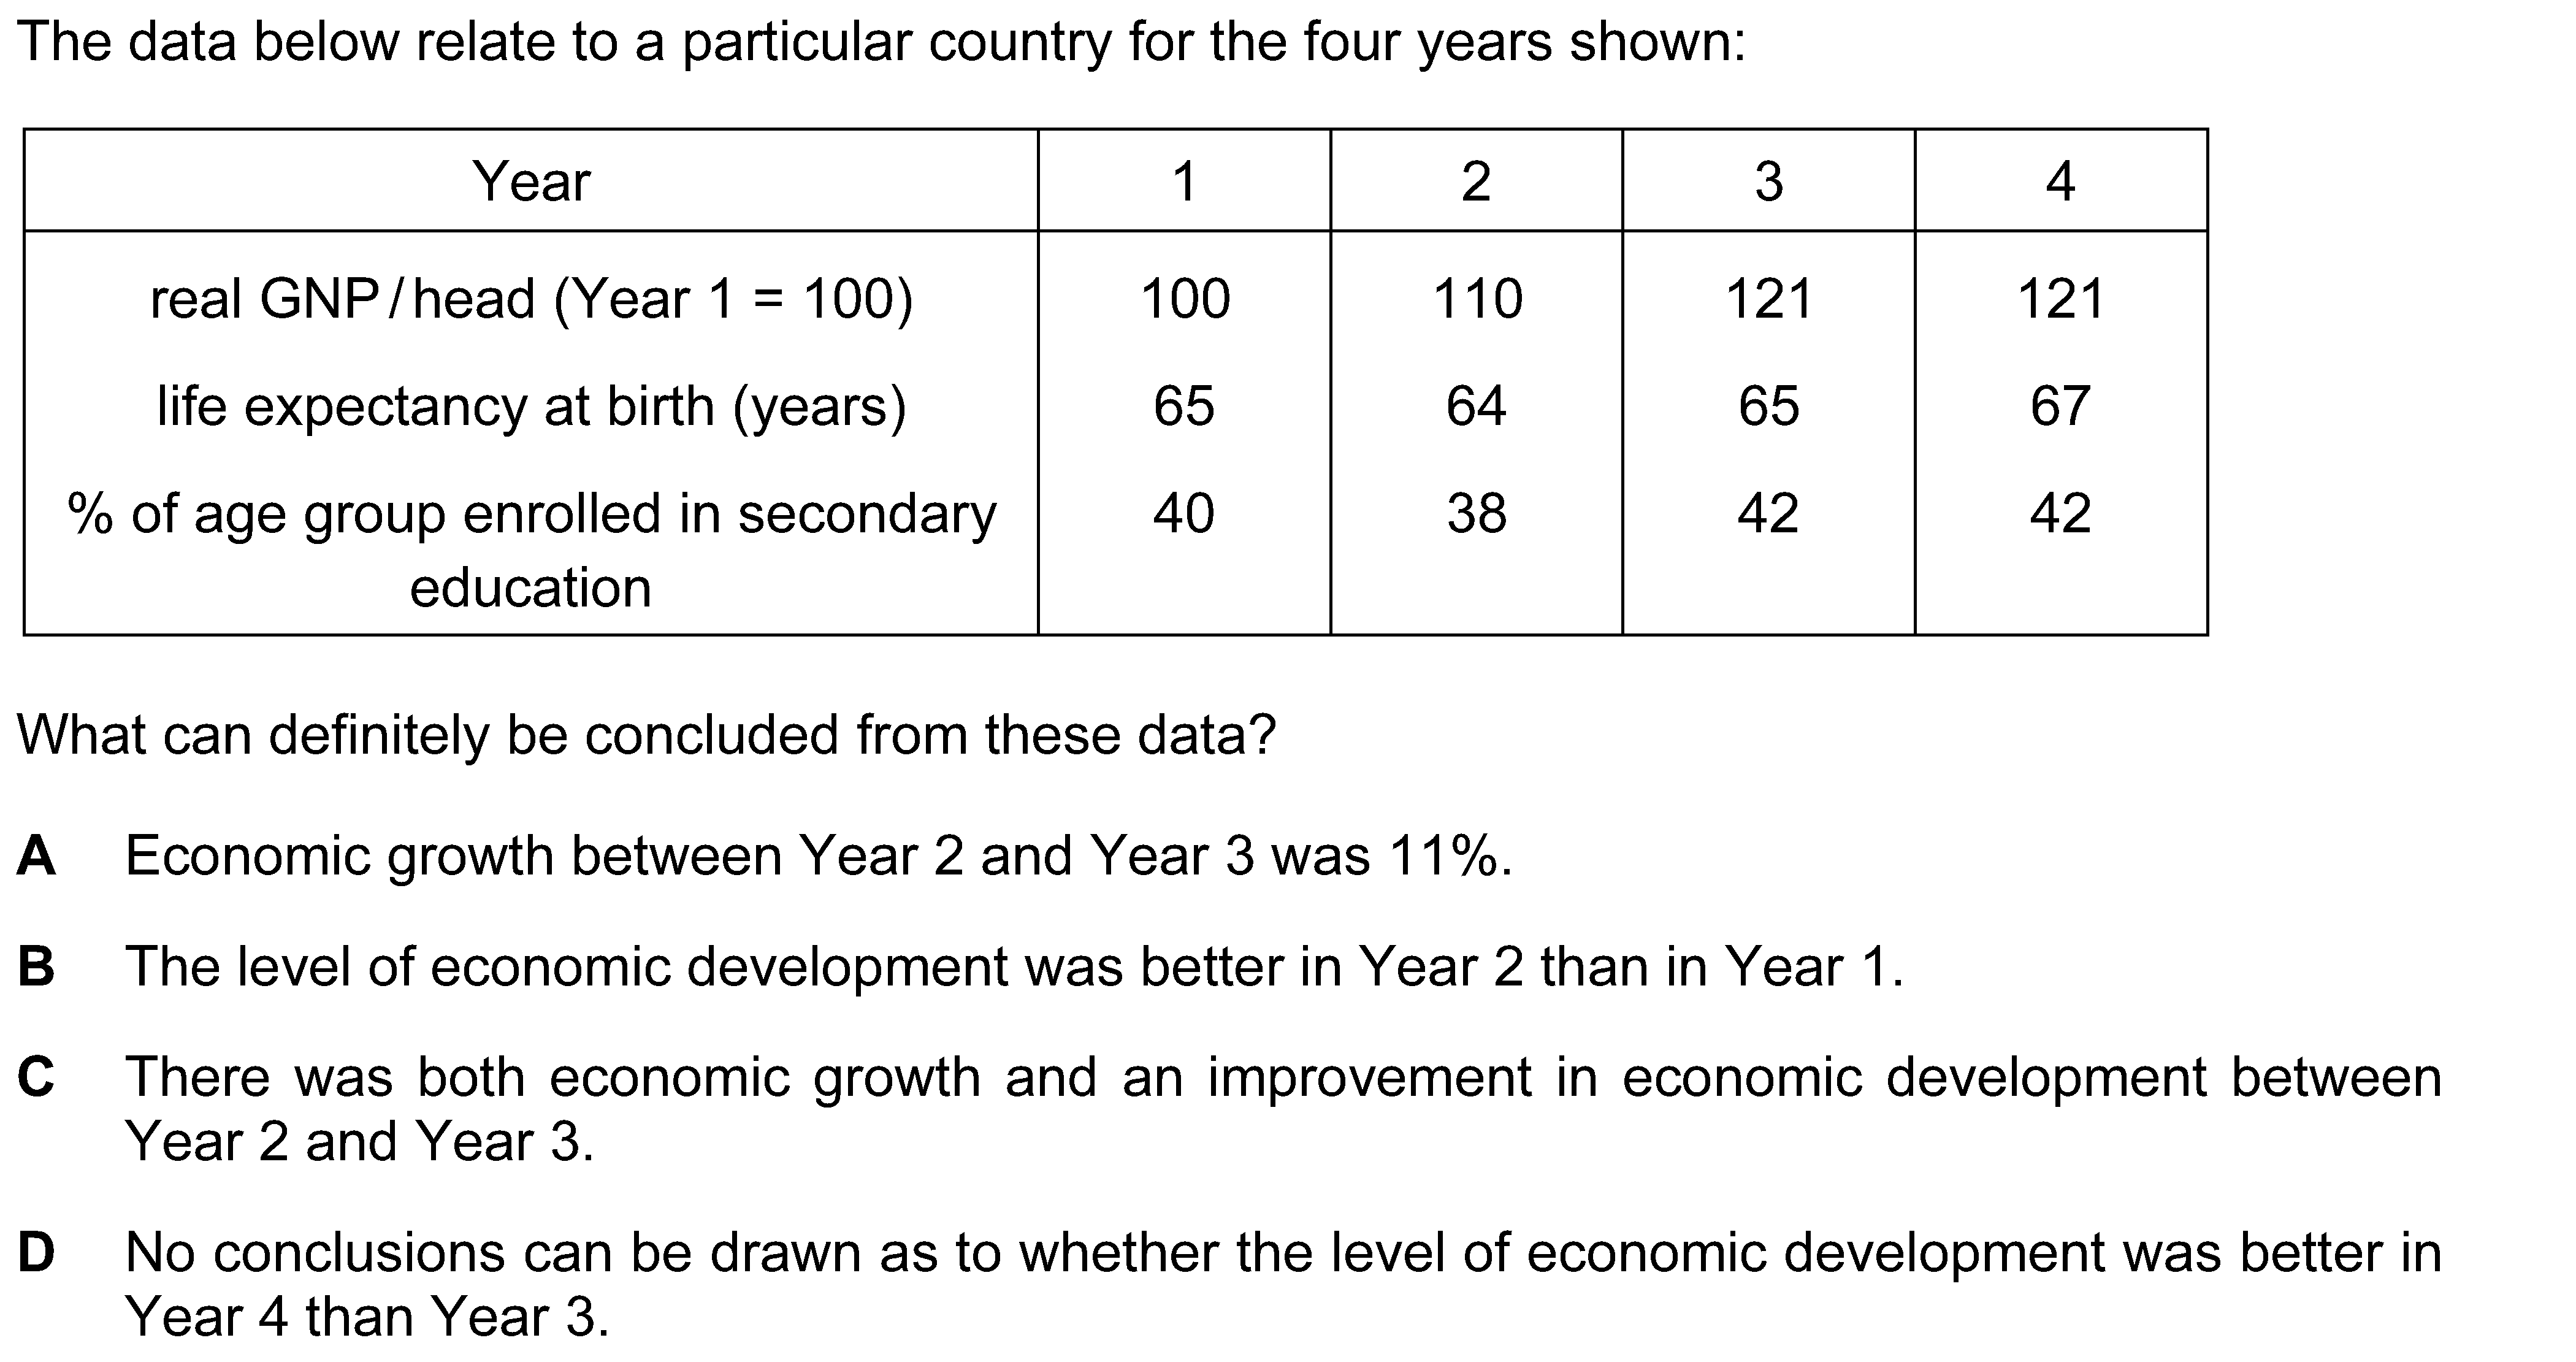 The data below relate to a particular country for the four years shown:
Year 1 2 3 4
real GNP/head (Year 1 = 100) 100 110 121 121
life expectancy at birth (years) 65 64 65 67
% of age group enrolled in secondary 40 38 42 42
education
What can definitely be concluded from these data?
A Economic growth between Year 2 and Year 3 was 11%.
B The level of economic development was better in Year 2 than in Year 1.
C There was both economic growth and an improvement in economic development between
Year 2 and Year 3.
D No conclusions can be drawn as to whether the level of economic development was better in
Year 4 than Year 3.